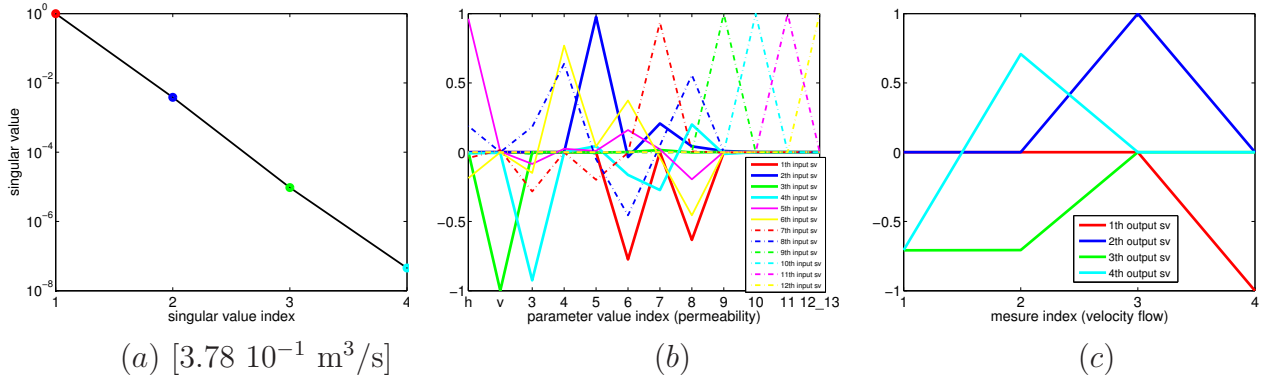 10^0
10^−2
10^−4
10^−6
10^−8
singular value
1 2 3 4
singular value index
1
0.5
0
−0.5
−1
h v 3 4 5 6 7 8 9 10 11 12_13
parameter value index (permeability)
1th input sv
2th input sv
3th input sv
4th input sv
5th input sv
6th input sv
7th input sv
8th input sv
9th input sv
10th input sv
11th input sv
12th input sv
1
0.5
0
−0.5
−1
1 2 3 4
mesure index (velocity flow)
1th output sv
2th output sv
3th output sv
4th output sv
(a) [3.78 10^−1 m^3/s]
(b)
(c)